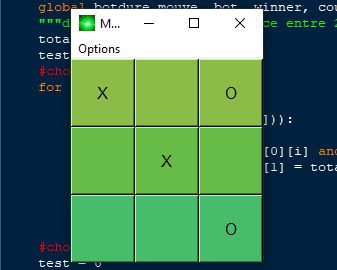 global botdure mouve, bot, winner, cou
"""d
ce entre 2
M...
tota
Options
test
#cho
for
X
O
])):
X
[0][i] and
[1] = tota
O
#cho
test = 0